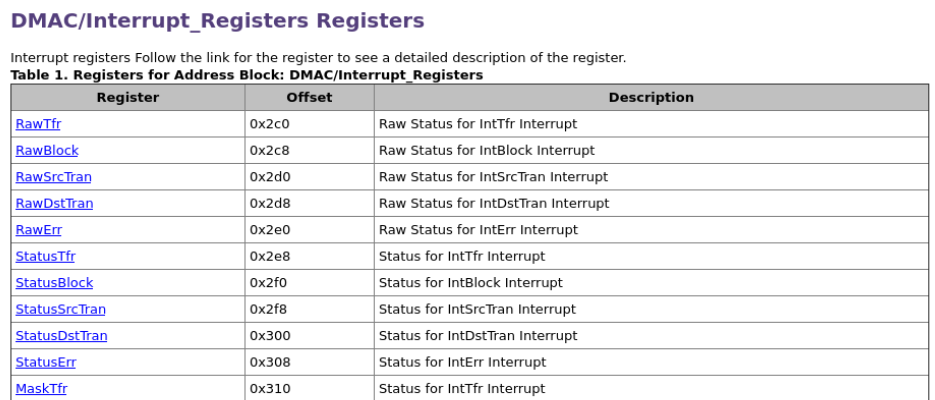 DMAC/Interrupt_Registers Registers
Interrupt registers Follow the link for the register to see a detailed description of the register.
Table 1. Registers for Address Block: DMAC/Interrupt_Registers
Register Offset Description
RawTfr 0x2c0 Raw Status for IntTfr Interrupt
RawBlock 0x2c8 Raw Status for IntBlock Interrupt
RawSrcTran 0x2d0 Raw Status for IntSrcTran Interrupt
RawDstTran 0x2d8 Raw Status for IntDstTran Interrupt
RawErr 0x2e0 Raw Status for IntErr Interrupt
StatusTfr 0x2e8 Status for IntTfr Interrupt
StatusBlock 0x2f0 Status for IntBlock Interrupt
StatusSrcTran 0x2f8 Status for IntSrcTran Interrupt
StatusDstTran 0x300 Status for IntDstTran Interrupt
StatusErr 0x308 Status for IntErr Interrupt
MaskTfr 0x310 Status for IntTfr Interrupt